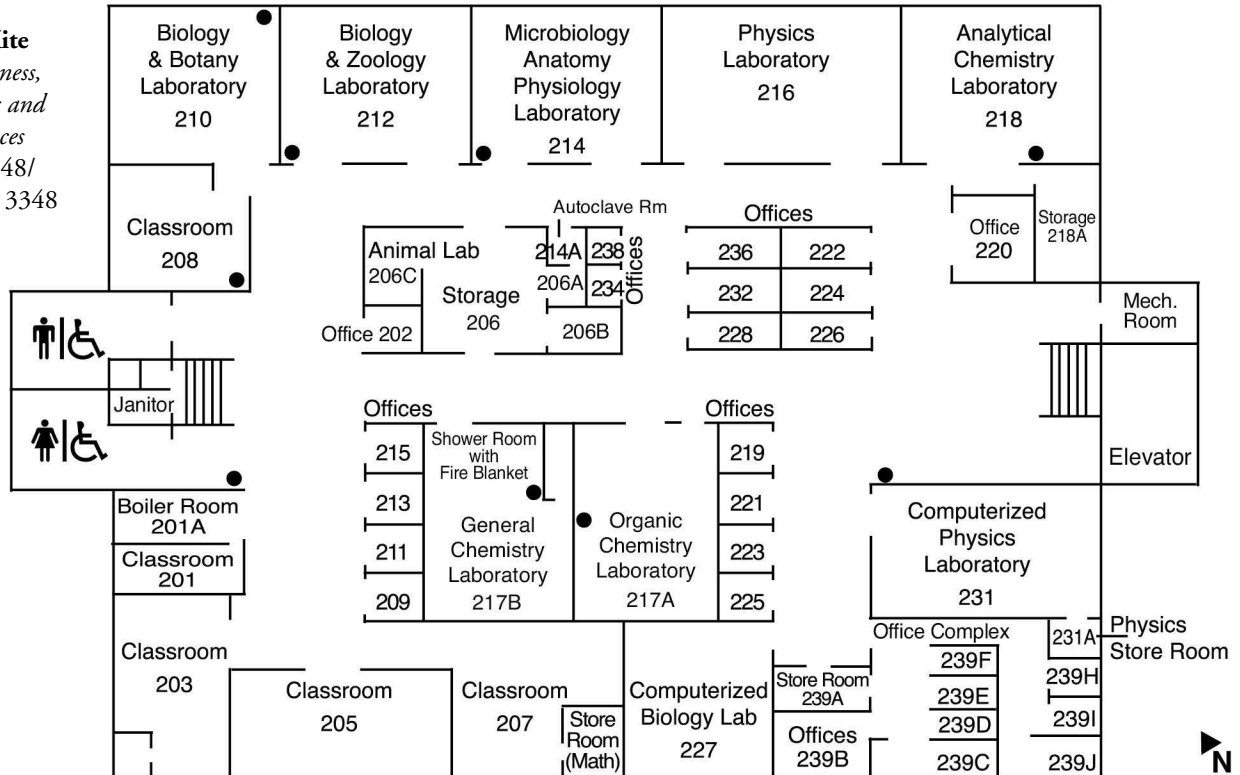 ite
ness,
and
ces
48/
3348
Biology
& Botany
Laboratory
210
Biology
& Zoology
Laboratory
212
Microbiology
Anatomy
Physiology
Laboratory
214
Physics
Laboratory
216
Analytical
Chemistry
Laboratory
218
Classroom
208
Animal Lab
206C
Storage
206
Office 202
Autoclave Rm
214A
206A
206B
238
234
Offices
Offices
236
222
232
224
228
226
Office
220
Storage
218A
Mech.
Room
Janitor
Elevator
Offices
215
213
211
209
Shower Room
with
Fire Blanket
General
Chemistry
Laboratory
217B
Organic
Chemistry
Laboratory
217A
Offices
219
221
223
225
Boiler Room
201A
Classroom
201
Classroom
203
Classroom
205
Classroom
207
Store
Room
(Math)
Computerized
Biology Lab
227
Computerized
Physics
Laboratory
231
Store Room
239A
Offices
239B
Office Complex
239F
239E
239D
239C
231A
Physics
Store Room
239H
239I
239J
N